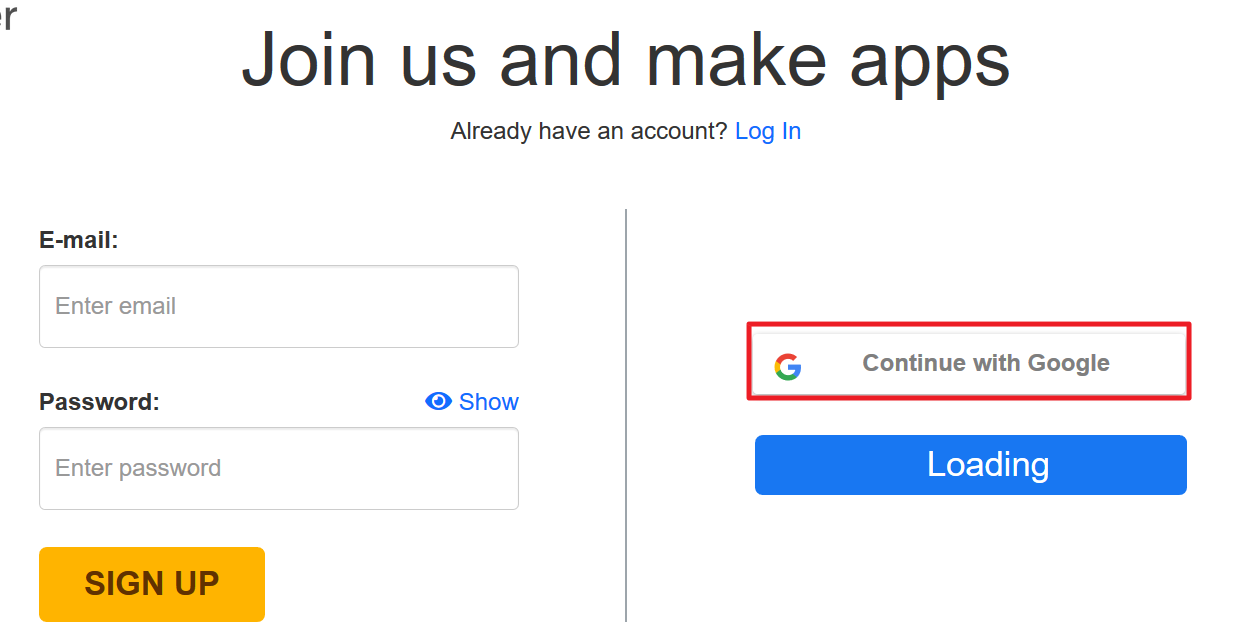 er
Join us and make apps
Already have an account? Log In
E-mail:
Enter email
Password:
Show
Enter password
SIGN UP
Continue with Google
Loading